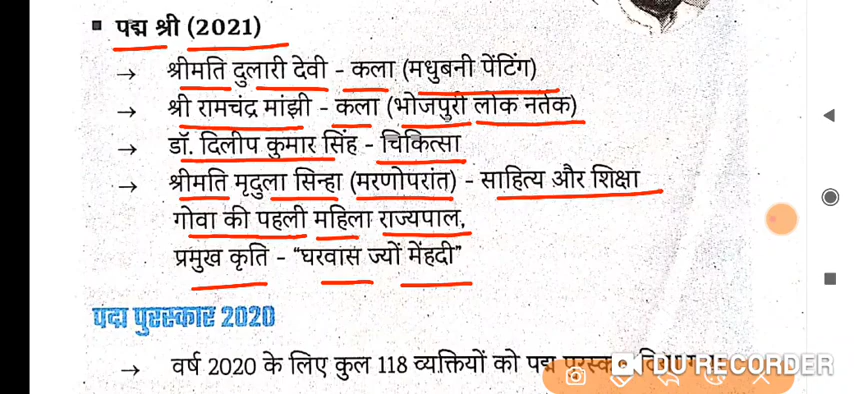 ▪ पद्म श्री (2021)
→ श्रीमति दुलारी देवी - कला (मधुबनी पेंटिंग)
→ श्री रामचंद्र मांझी - कला (भोजपुरी लोक नर्तक)
→ डॉ. दिलीप कुमार सिंह - चिकित्सा
→ श्रीमति मृदुला सिन्हा (मरणोपरांत) - साहित्य और शिक्षा
गोवा की पहली महिला राज्यपाल,
प्रमुख कृति - “घरवास ज्यों मेंहदी”
पद्म पुरस्कार 2020
→ वर्ष 2020 के लिए कुल 118 व्यक्तियों को पद्म
DU RECORDER